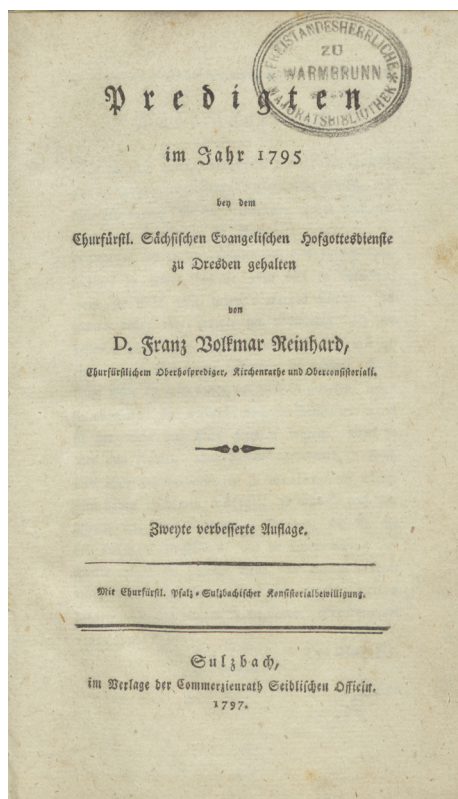 FREISTANDESHERRLICHE
ZU
WARMBRUNN
MAJORATSBIBLIOTHEK
Predigten
im Jahr 1795
bey dem
Churfürstl. Sächsischen Evangelischen Hofgottesdienste
zu Dresden gehalten
von
D. Franz Volkmar Reinhard,
Churfürstlichem Oberhofprediger, Kirchenrathe und Oberconsistoriall.
Zweyte verbesserte Auflage.
Mit Churfürstl. Pfalz-Sulzbachischer Konsistorialbewilligung.
Sulzbach,
im Verlage der Commerzienrath Seidlischen Officin.
1797.